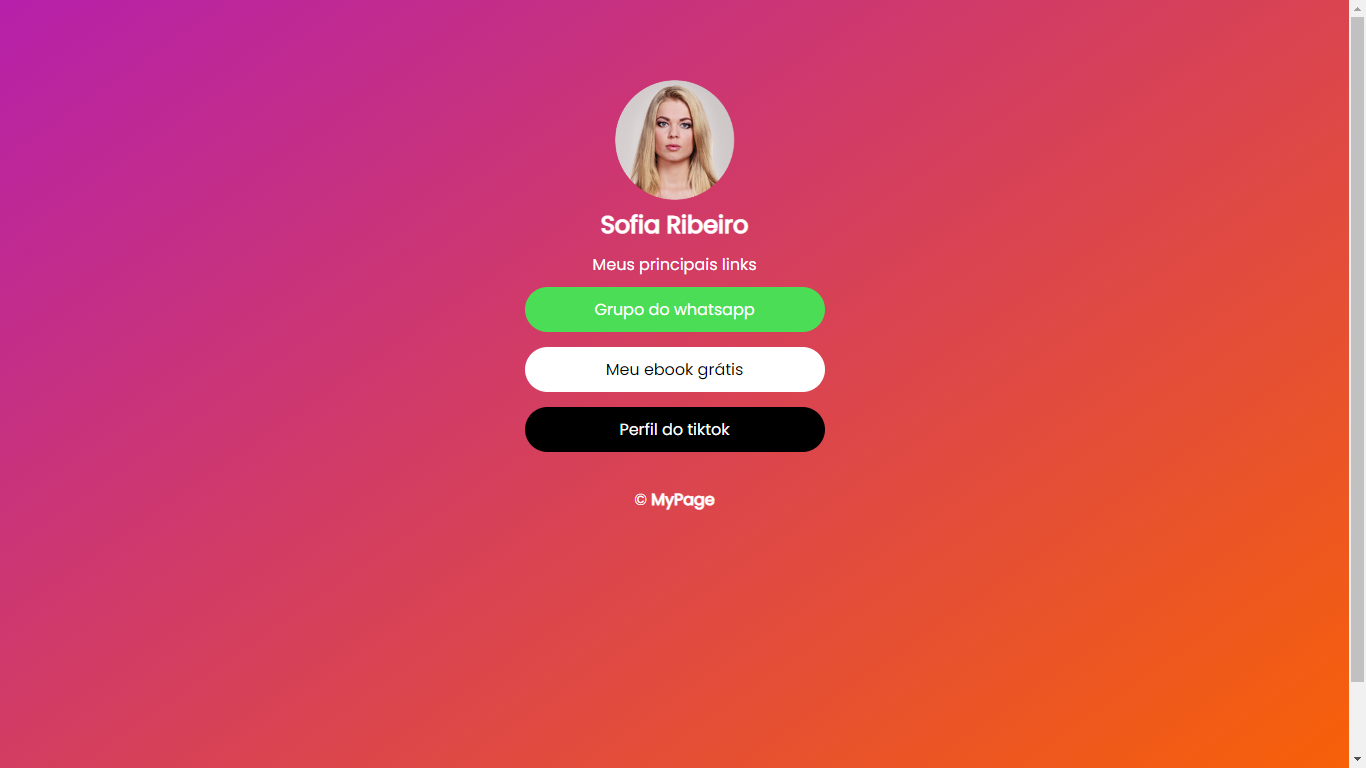 Sofia Ribeiro
Meus principais links
Grupo do whatsapp
Meu ebook grátis
Perfil do tiktok
© MyPage